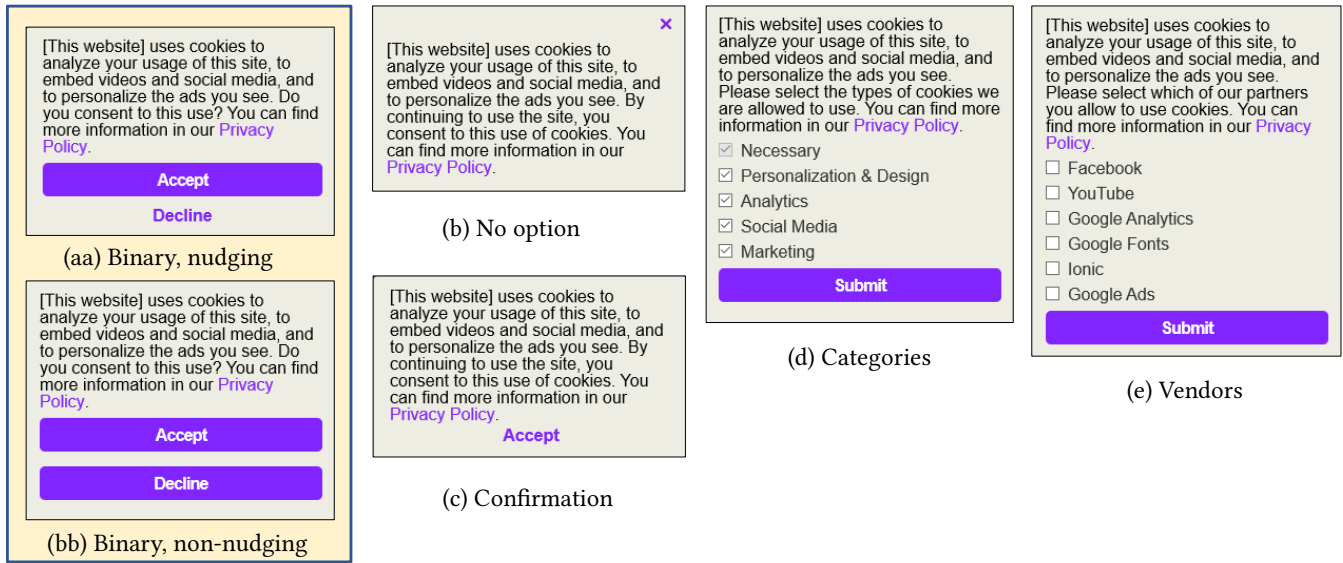 [This website] uses cookies to
analyze your usage of this site, to
embed videos and social media, and
to personalize the ads you see. Do
you consent to this use? You can find
more information in our Privacy
Policy.
Accept
Decline
(aa) Binary, nudging
[This website] uses cookies to
analyze your usage of this site, to
embed videos and social media, and
to personalize the ads you see. Do
you consent to this use? You can find
more information in our Privacy
Policy.
Accept
Decline
(bb) Binary, non-nudging
×
[This website] uses cookies to
analyze your usage of this site, to
embed videos and social media, and
to personalize the ads you see. By
continuing to use the site, you
consent to this use of cookies. You
can find more information in our
Privacy Policy.
(b) No option
[This website] uses cookies to
analyze your usage of this site, to
embed videos and social media, and
to personalize the ads you see. By
continuing to use the site, you
consent to this use of cookies. You
can find more information in our
Privacy Policy.
Accept
(c) Confirmation
[This website] uses cookies to
analyze your usage of this site, to
embed videos and social media, and
to personalize the ads you see.
Please select the types of cookies we
are allowed to use. You can find more
information in our Privacy Policy.
Necessary
Personalization & Design
Analytics
Social Media
Marketing
Submit
(d) Categories
[This website] uses cookies to
analyze your usage of this site, to
embed videos and social media, and
to personalize the ads you see.
Please select which of our partners
you allow to use cookies. You can
find more information in our Privacy
Policy.
Facebook
YouTube
Google Analytics
Google Fonts
Ionic
Google Ads
Submit
(e) Vendors